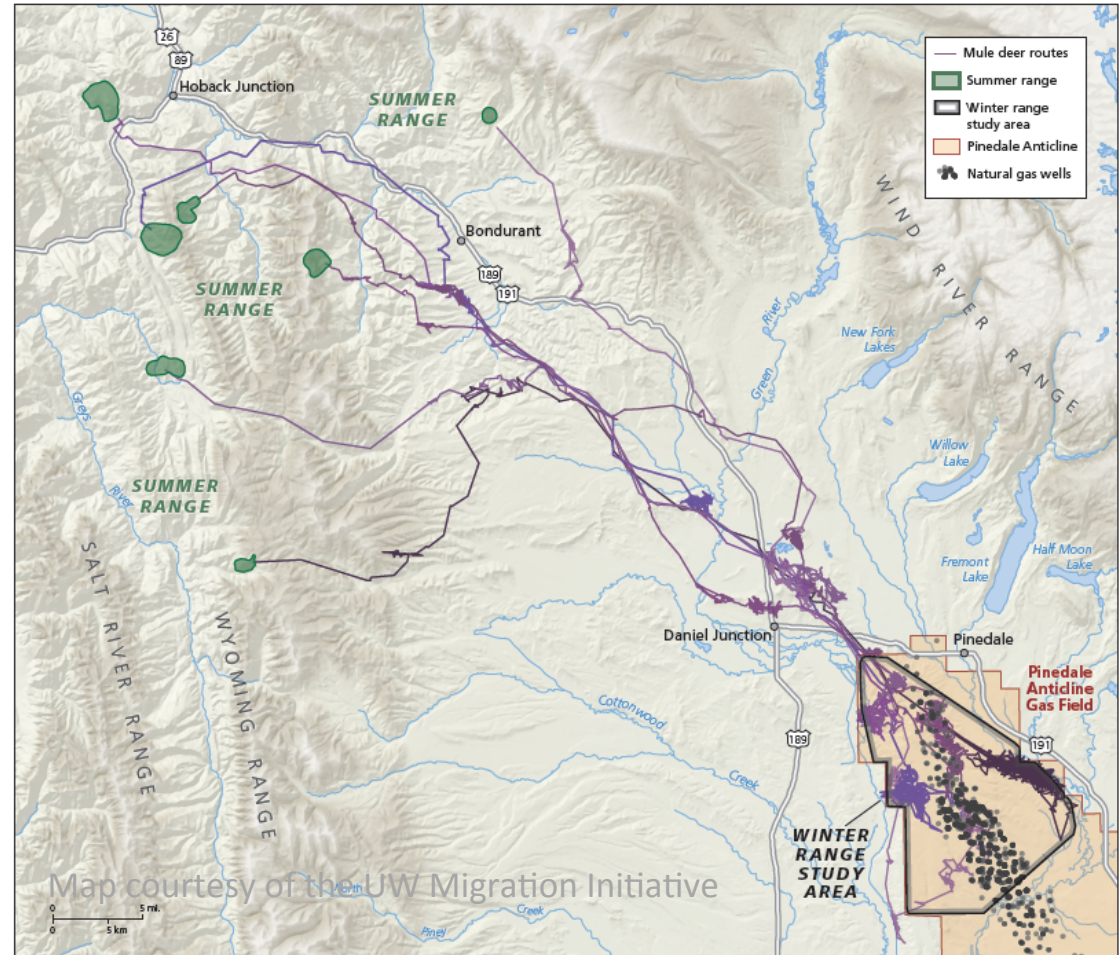 26
89
Hoback Junction
SUMMER
RANGE
Mule deer routes
Summer range
Winter range
study area
Pinedale Anticline
Natural gas wells
WIND RIVER RANGE
Bondurant
189
191
SUMMER
RANGE
Green River
New Fork
Lakes
Greys River
Willow
Lake
SUMMER
RANGE
SALT RIVER RANGE
WYOMING RANGE
Fremont
Lake
Half Moon
Lake
Daniel Junction
Pinedale
Pinedale
Anticline
Gas Field
Cottonwood Creek
189
191
WINTER
RANGE
STUDY
AREA
Map courtesy of the UW Migration Initiative
North Piney Creek
5 mi.
5 km